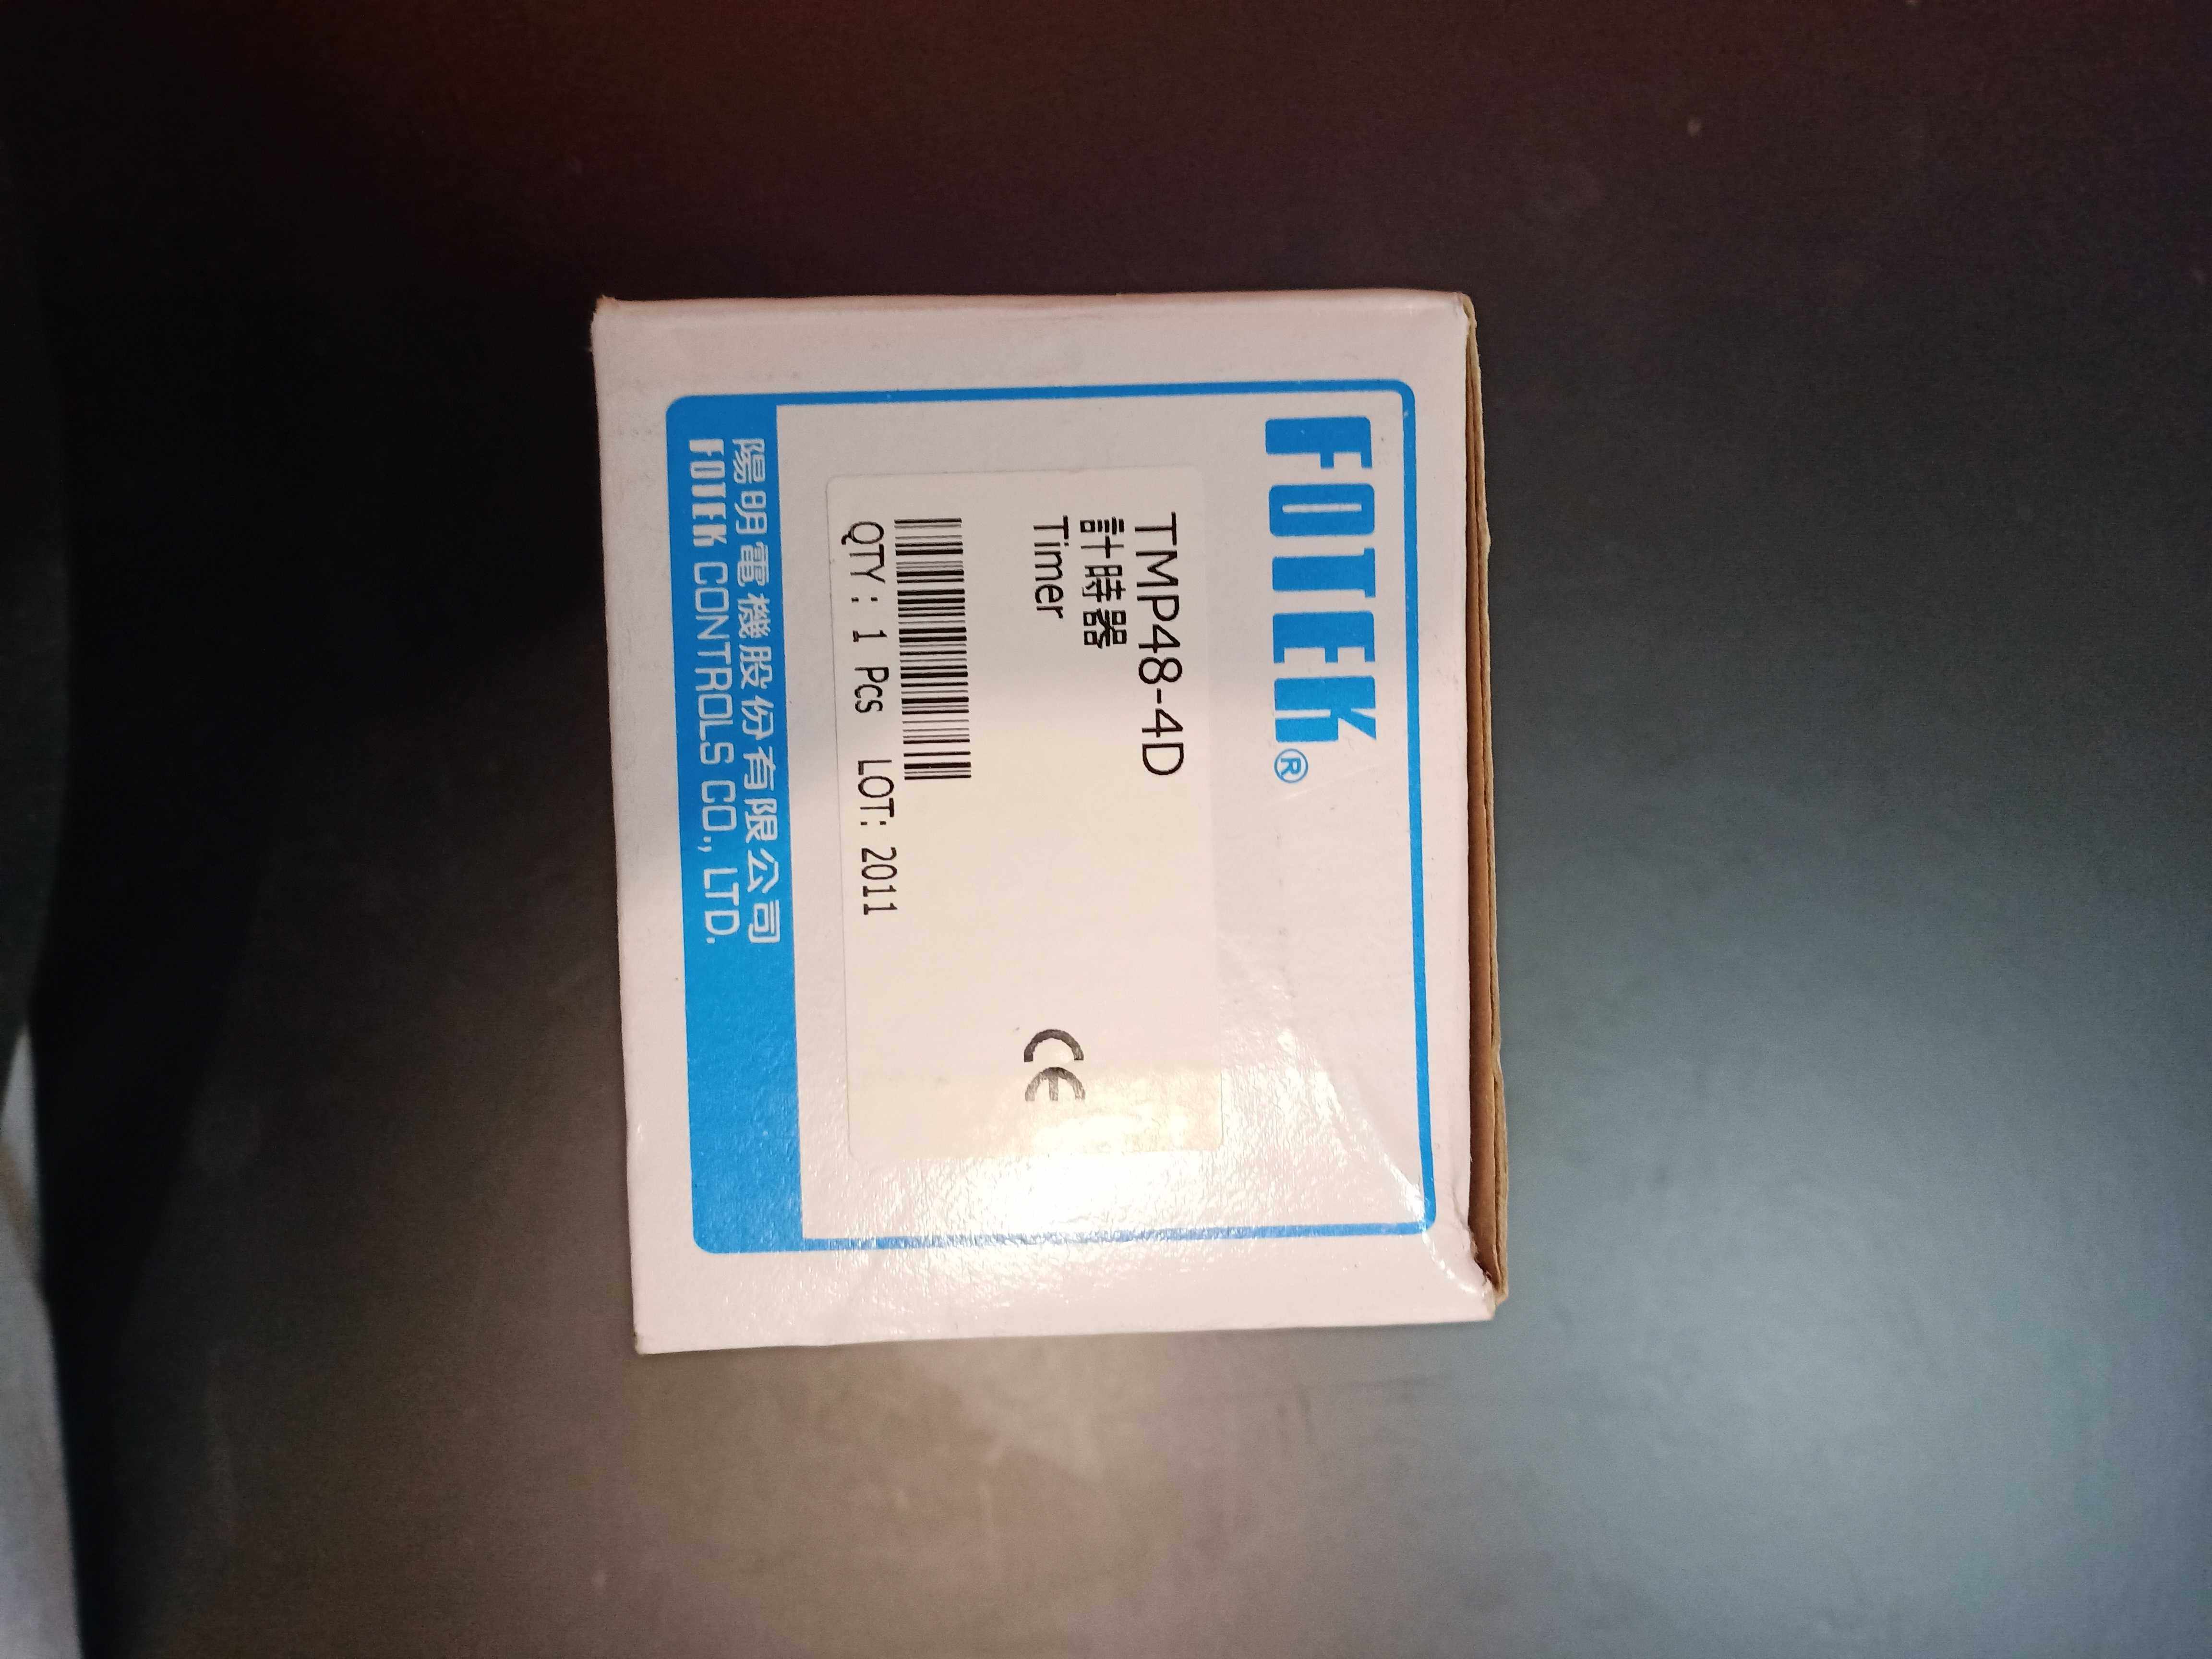 FOTEK®
TMP48-4D
計時器
Timer
CE
QTY: 1 Pcs LOT: 2011
陽明電機股份有限公司
FOTEK CONTROLS CO., LTD.